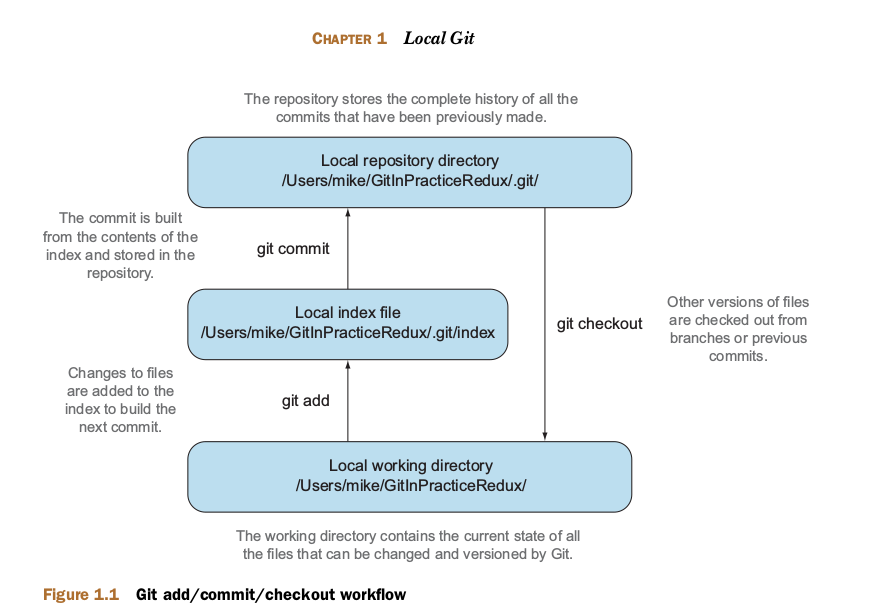 CHAPTER 1 Local Git
The repository stores the complete history of all the
commits that have been previously made.
Local repository directory
/Users/mike/GitInPracticeRedux/.git/
The commit is built
from the contents of the
index and stored in the
repository.
git commit
Local index file
/Users/mike/GitInPracticeRedux/.git/index
git checkout
Other versions of files
are checked out from
branches or previous
commits.
Changes to files
are added to the
index to build the
next commit.
git add
Local working directory
/Users/mike/GitInPracticeRedux/
The working directory contains the current state of all
the files that can be changed and versioned by Git.
Figure 1.1 Git add/commit/checkout workflow